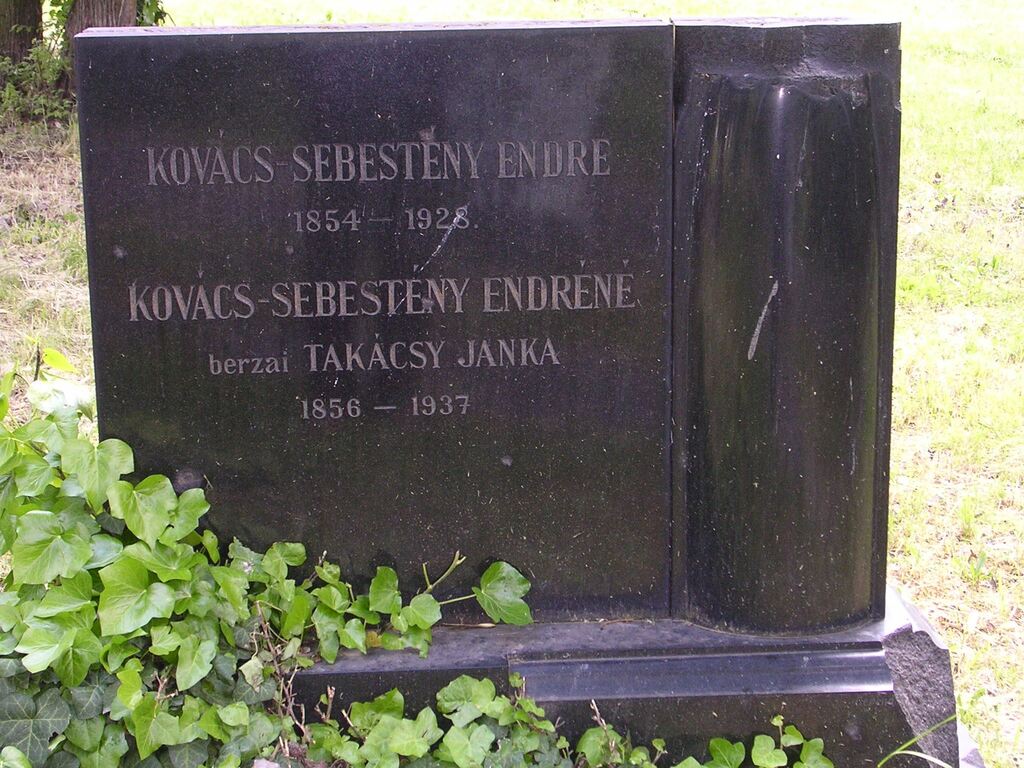 KOVÁCS-SEBESTÉNY ENDRE
1854 — 1928.
KOVÁCS-SEBESTÉNY ENDRÉNÉ
berzai TAKÁCSY JANKA
1856 — 1937